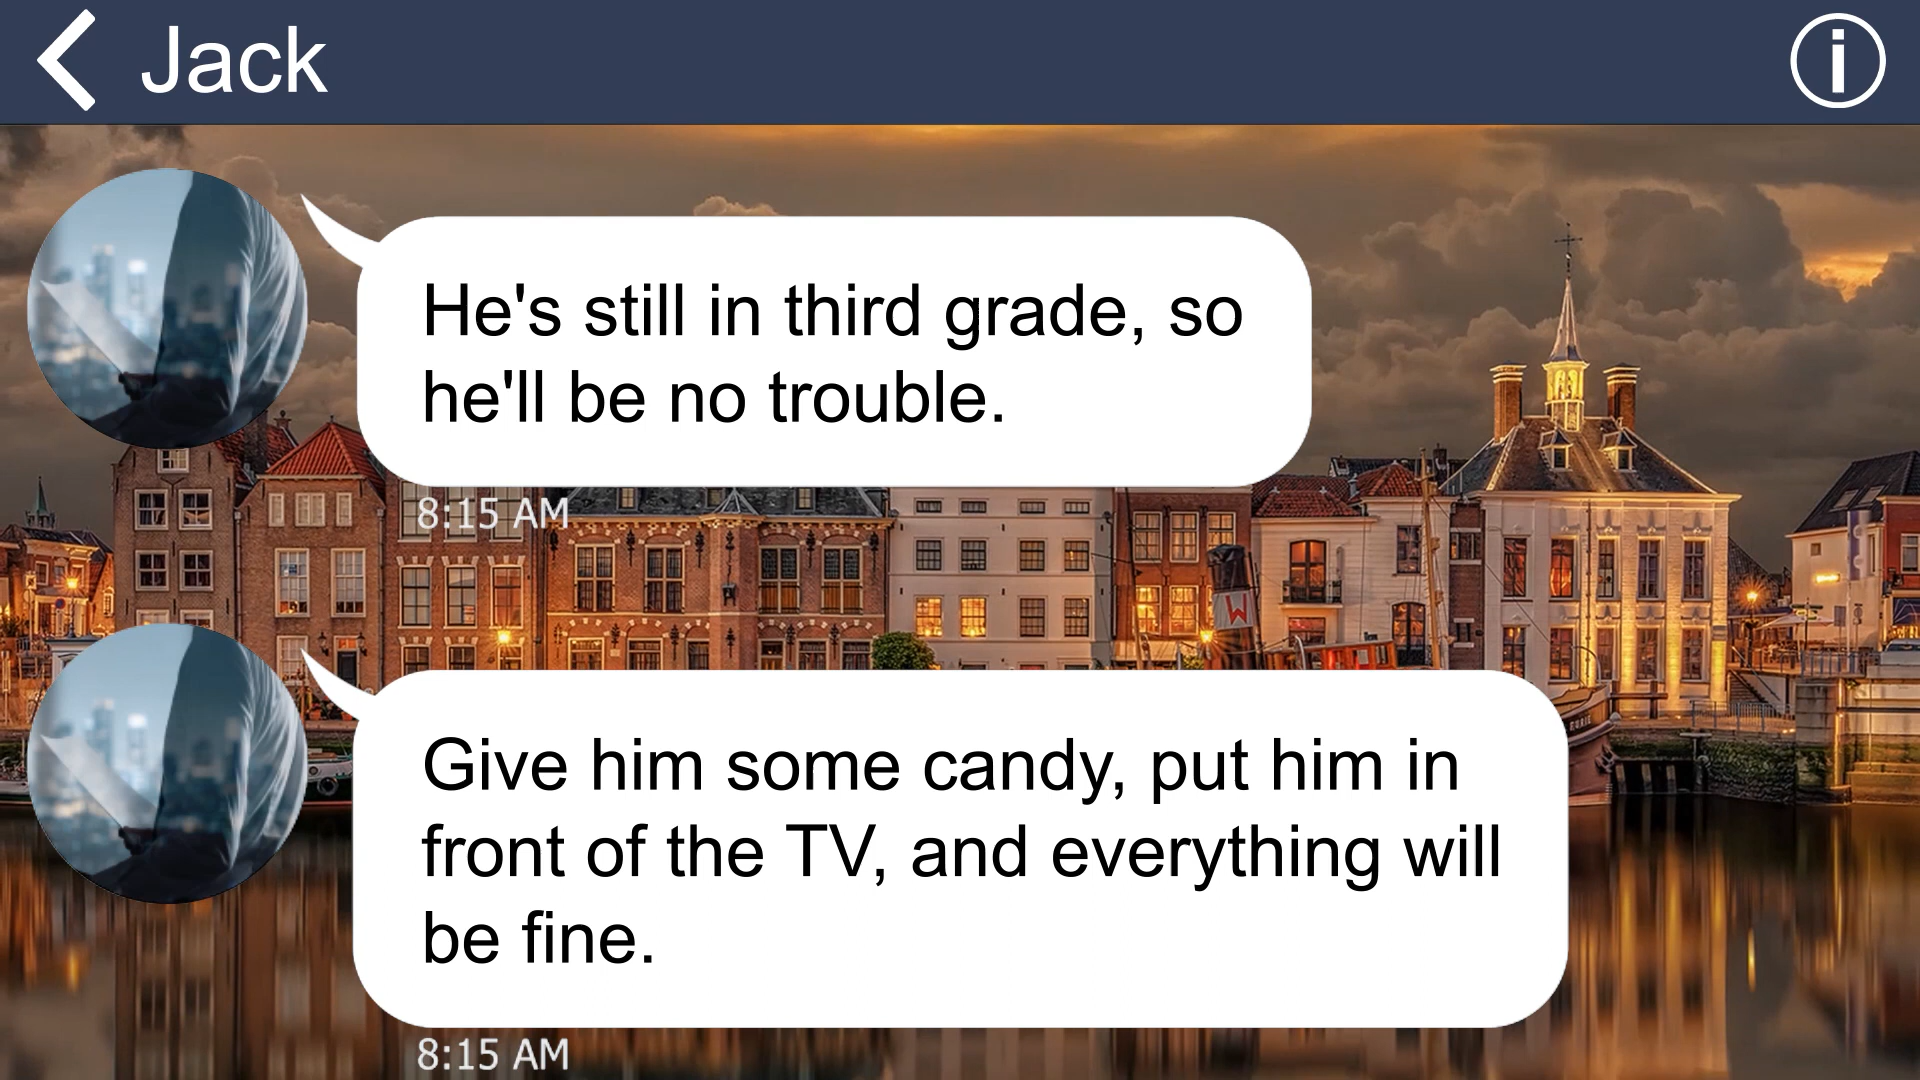 Jack
He's still in third grade, so
he'll be no trouble.
8:15 AM
W
Give him some candy, put him in
front of the TV, and everything will
be fine.
8:15 AM